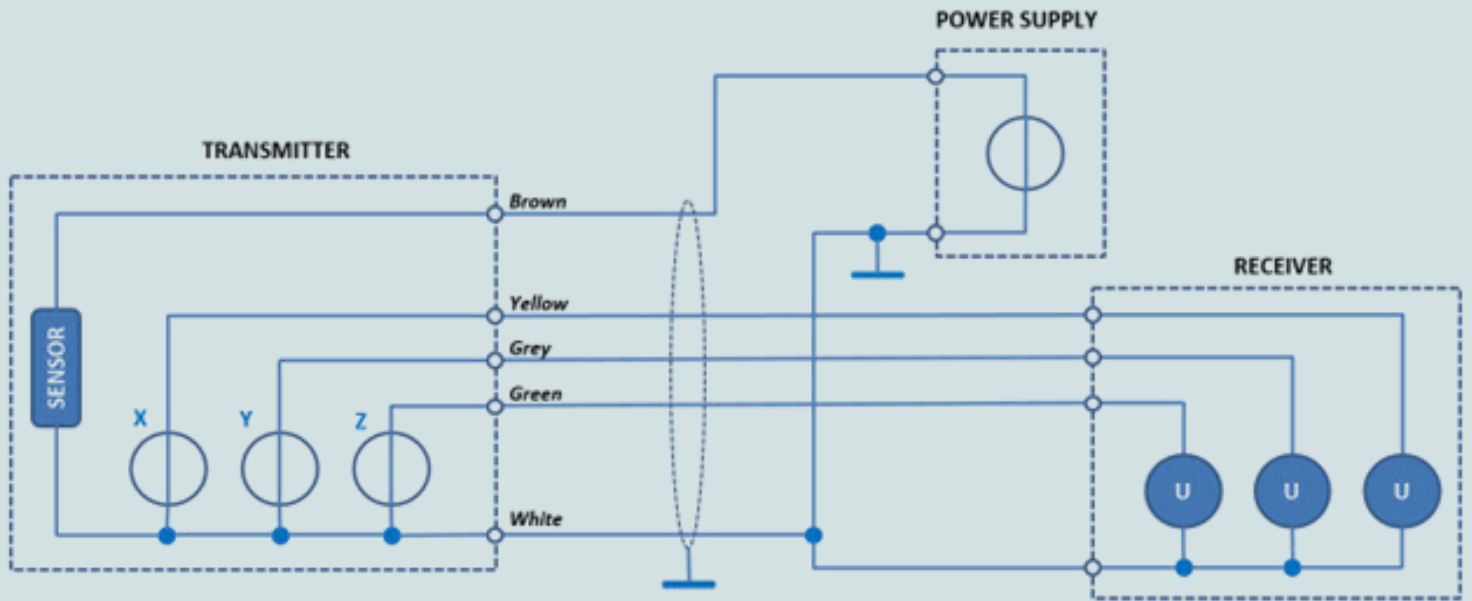 POWER SUPPLY
TRANSMITTER
Brown
RECEIVER
Yellow
SENSOR
Grey
Green
X Y Z
U U U
White